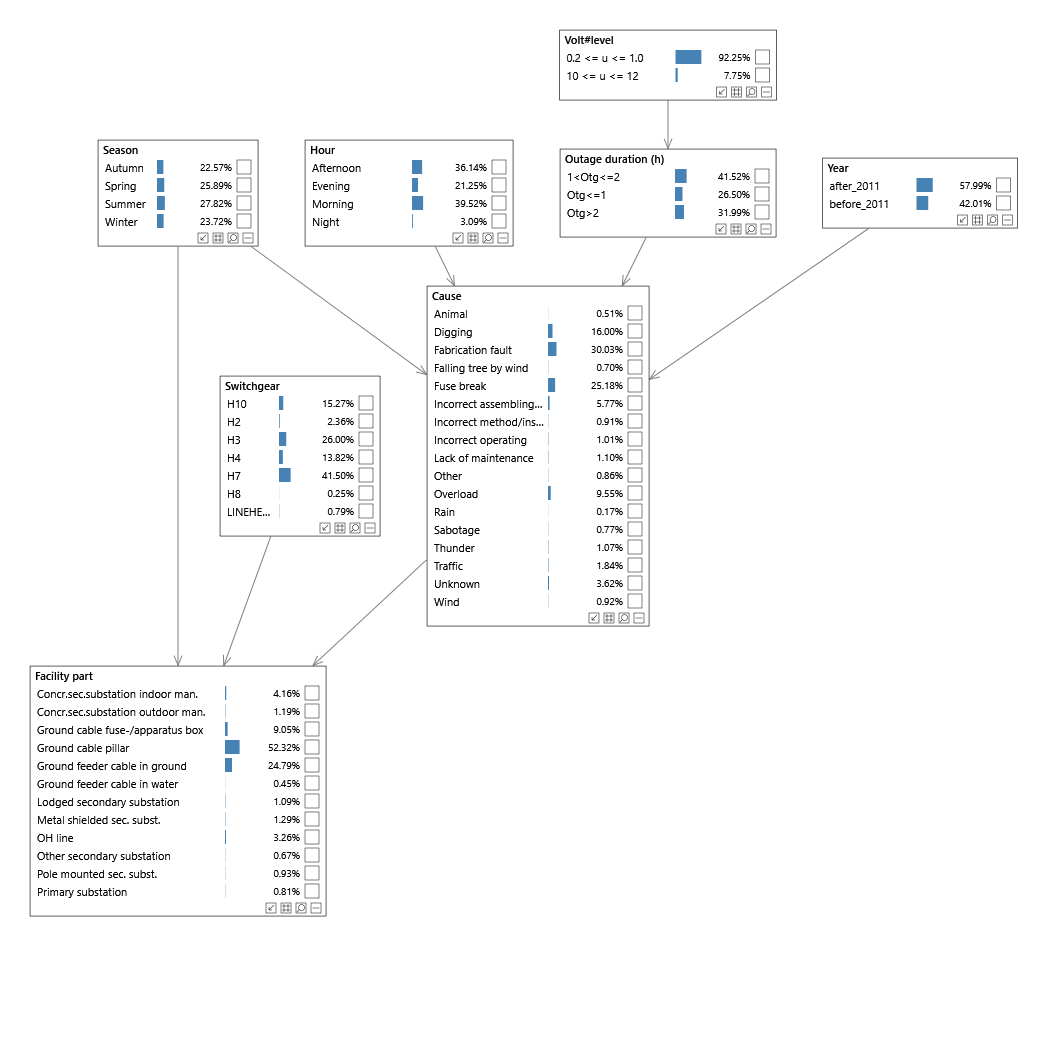 Volt#level
0.2 <= u <= 1.0 92.25%
10 <= u <= 12 7.75%
Season
Autumn 22.57%
Spring 25.89%
Summer 27.82%
Winter 23.72%
Hour
Afternoon 36.14%
Evening 21.25%
Morning 39.52%
Night 3.09%
Outage duration (h)
1<Otg<=2 41.52%
Otg<=1 26.50%
Otg>2 31.99%
Year
after_2011 57.99%
before_2011 42.01%
Cause
Animal 0.51%
Digging 16.00%
Fabrication fault 30.03%
Falling tree by wind 0.70%
Fuse break 25.18%
Incorrect assembling... 5.77%
Incorrect method/ins... 0.91%
Incorrect operating 1.01%
Lack of maintenance 1.10%
Other 0.86%
Overload 9.55%
Rain 0.17%
Sabotage 0.77%
Thunder 1.07%
Traffic 1.84%
Unknown 3.62%
Wind 0.92%
Switchgear
H10 15.27%
H2 2.36%
H3 26.00%
H4 13.82%
H7 41.50%
H8 0.25%
LINEHE... 0.79%
Facility part
Concr.sec.substation indoor man. 4.16%
Concr.sec.substation outdoor man. 1.19%
Ground cable fuse-/apparatus box 9.05%
Ground cable pillar 52.32%
Ground feeder cable in ground 24.79%
Ground feeder cable in water 0.45%
Lodged secondary substation 1.09%
Metal shielded sec. subst. 1.29%
OH line 3.26%
Other secondary substation 0.67%
Pole mounted sec. subst. 0.93%
Primary substation 0.81%